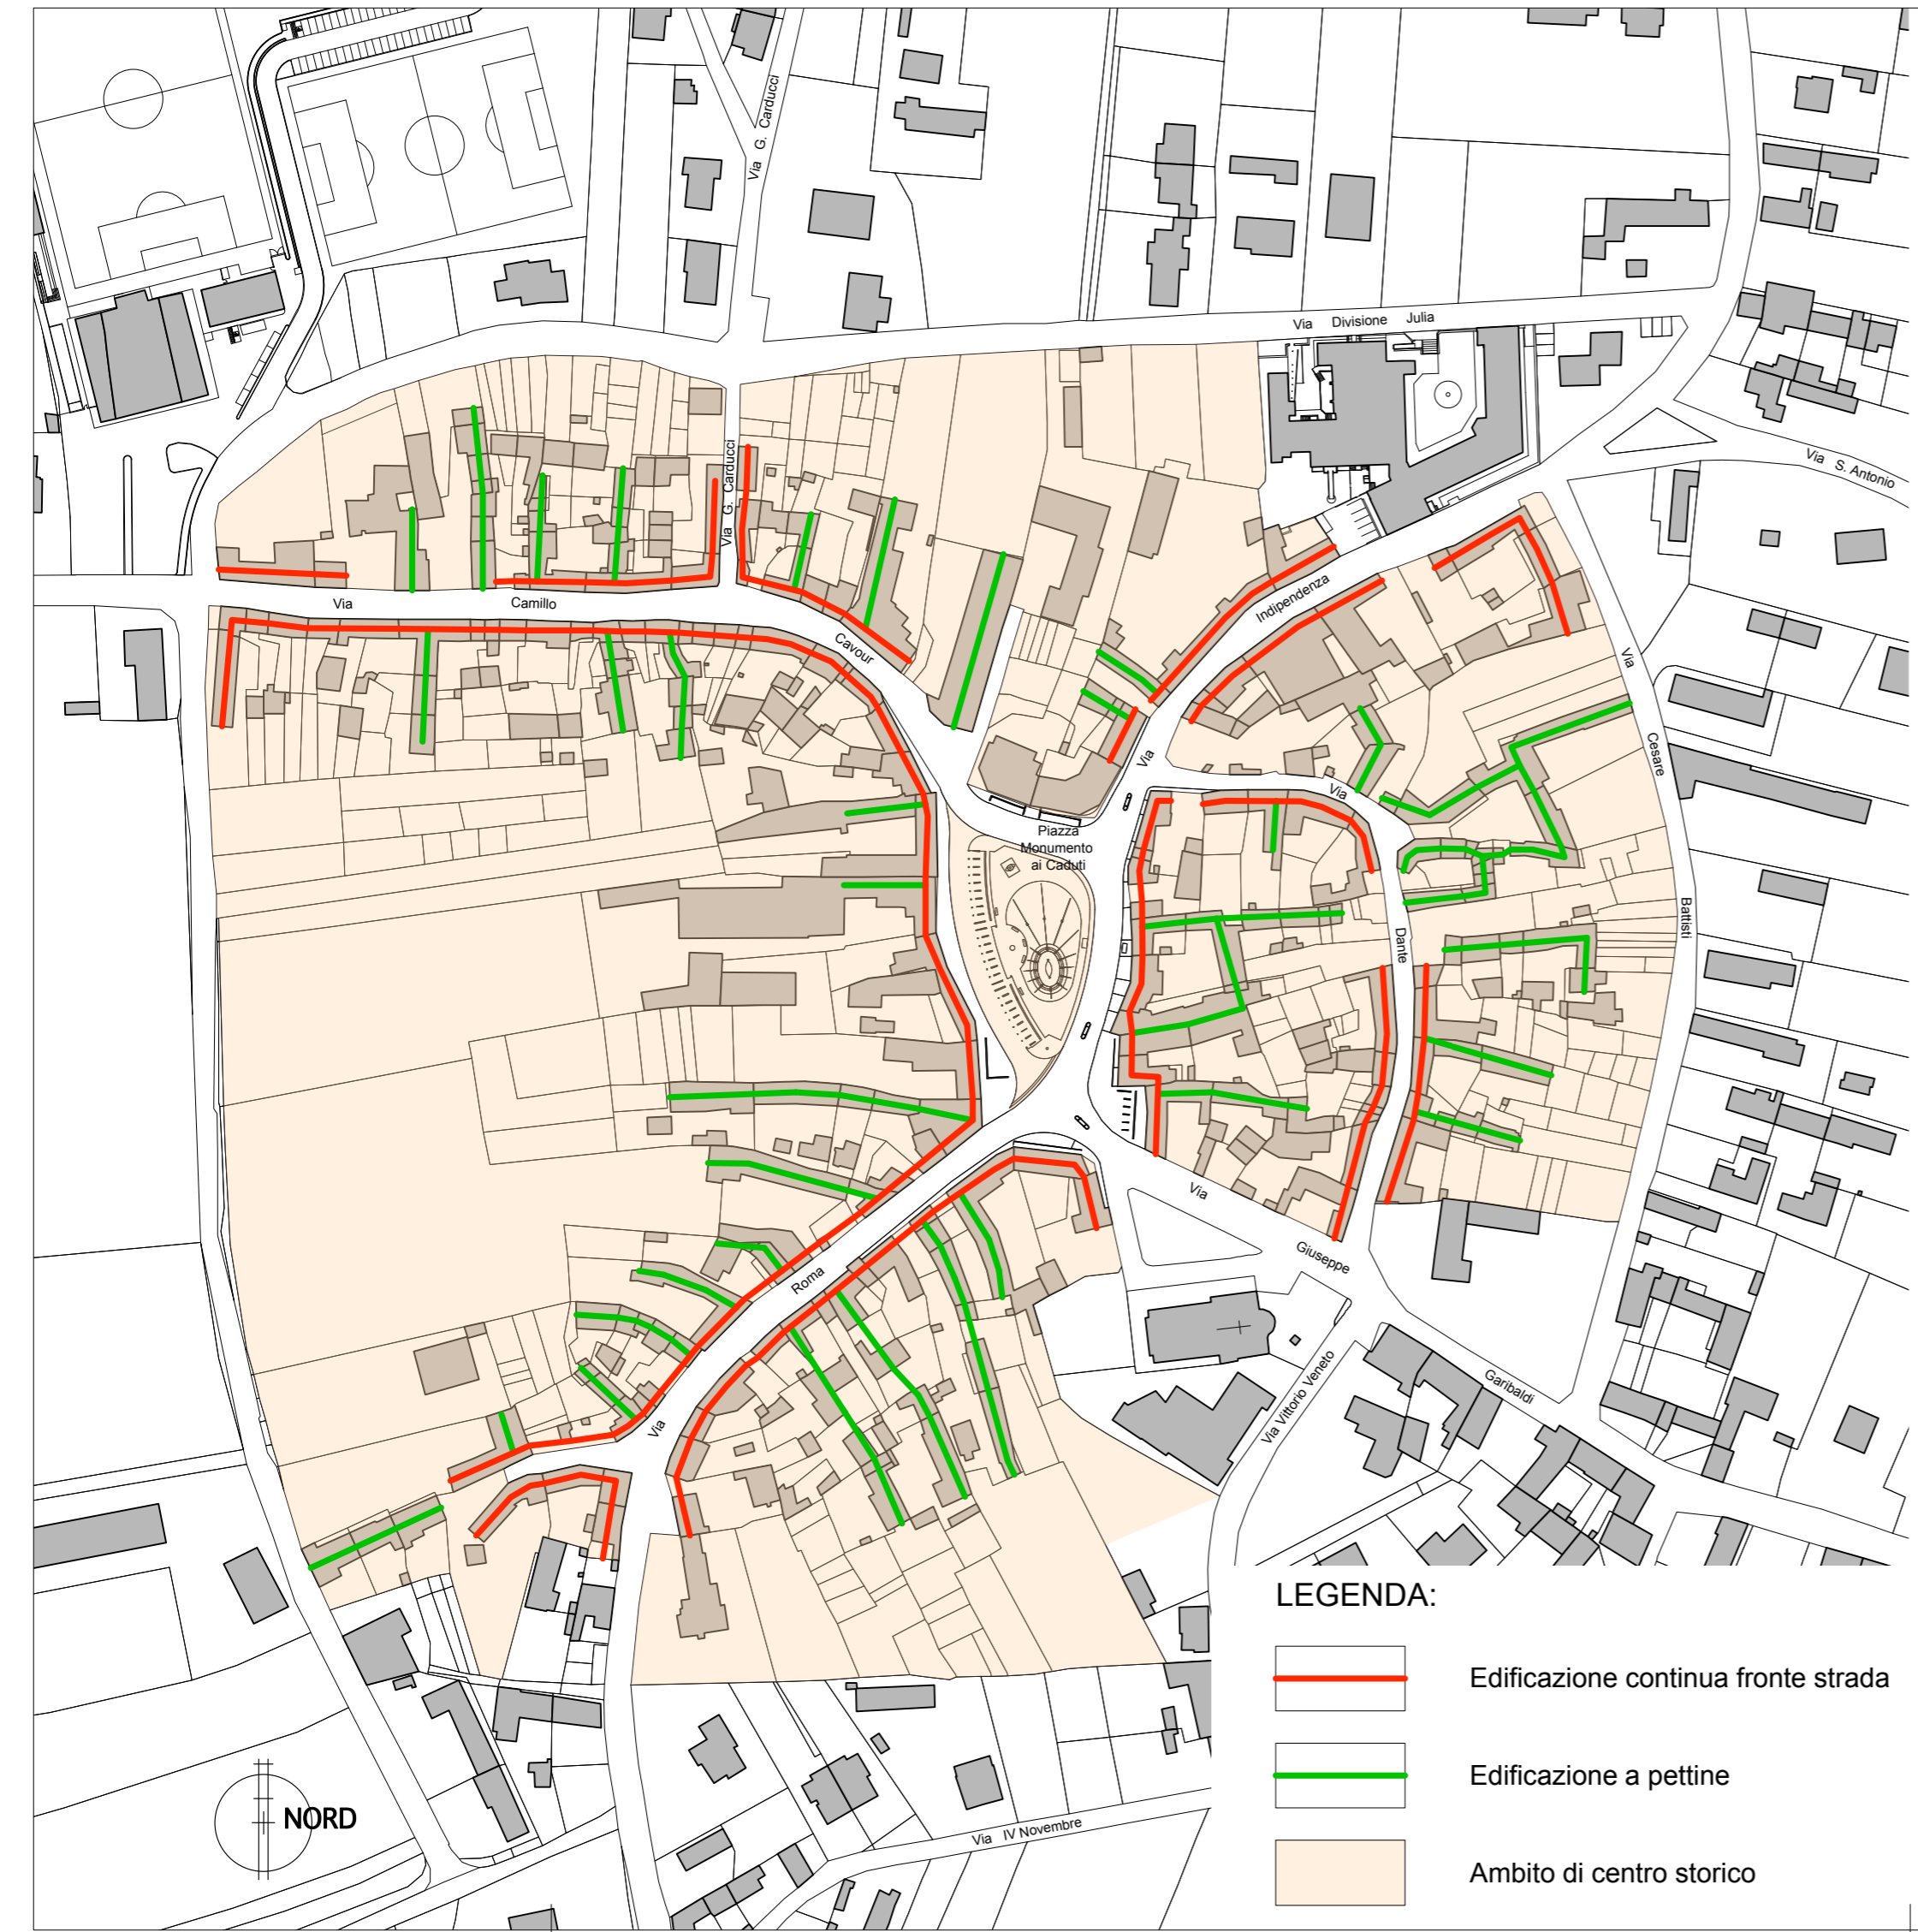 Via G. Carducci
Via Divisione Julia
Via S. Antonio
Via G. Carducci
Via Camillo
Cavour
Indipendenza
Via
Via
Cesare
Via
Piazza
Monumento
ai Caduti
Battisti
Dante
Via
Giuseppe
Roma
Via Vittorio Veneto
Garibaldi
Via
LEGENDA:
Edificazione continua fronte strada
Edificazione a pettine
NORD
Via IV Novembre
Ambito di centro storico